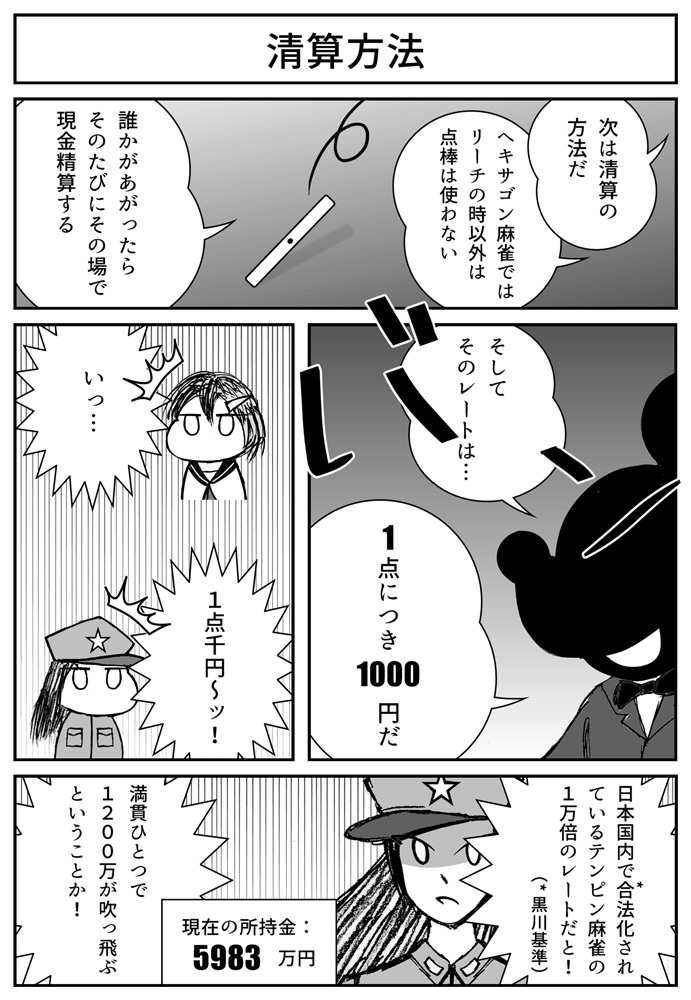 清算方法
次は清算の
方法だ
ヘキサゴン麻雀では
リーチの時以外は
点棒は使わない
誰かがあがったら
そのたびにその場で
現金精算する
そして
そのレートは…
1点につき
1000
円だ
ドドン
いっ…
1点千円～ッ！
日本国内で*合法化され
ているテンピン麻雀の
1万倍のレートだと！
（*黒川基準）
満貫ひとつで
1200万が吹っ飛ぶ
ということか！
現在の所持金：
5983 万円